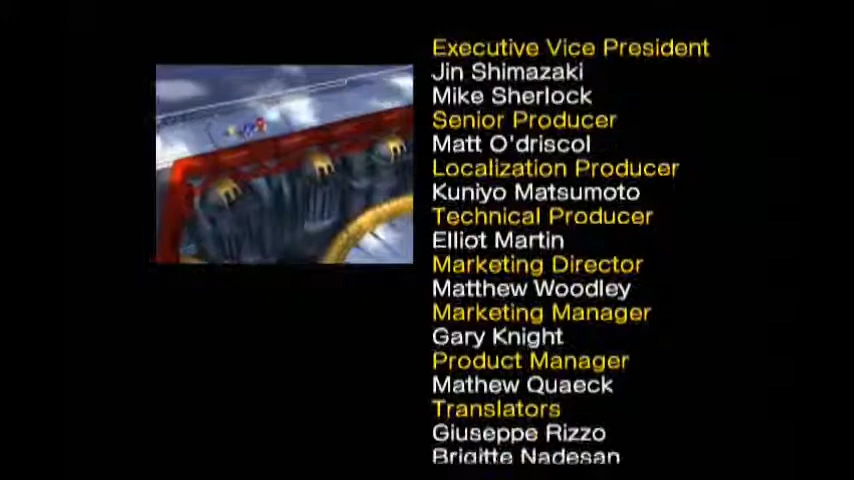 Executive Vice President
Jin Shimazaki
Mike Sherlock
Senior Producer
Matt O'driscol
Localization Producer
Kuniyo Matsumoto
Technical Producer
Elliot Martin
Marketing Director
Matthew Woodley
Marketing Manager
Gary Knight
Product Manager
Mathew Quaeck
Translators
Giuseppe Rizzo
Brigitte Nadesan